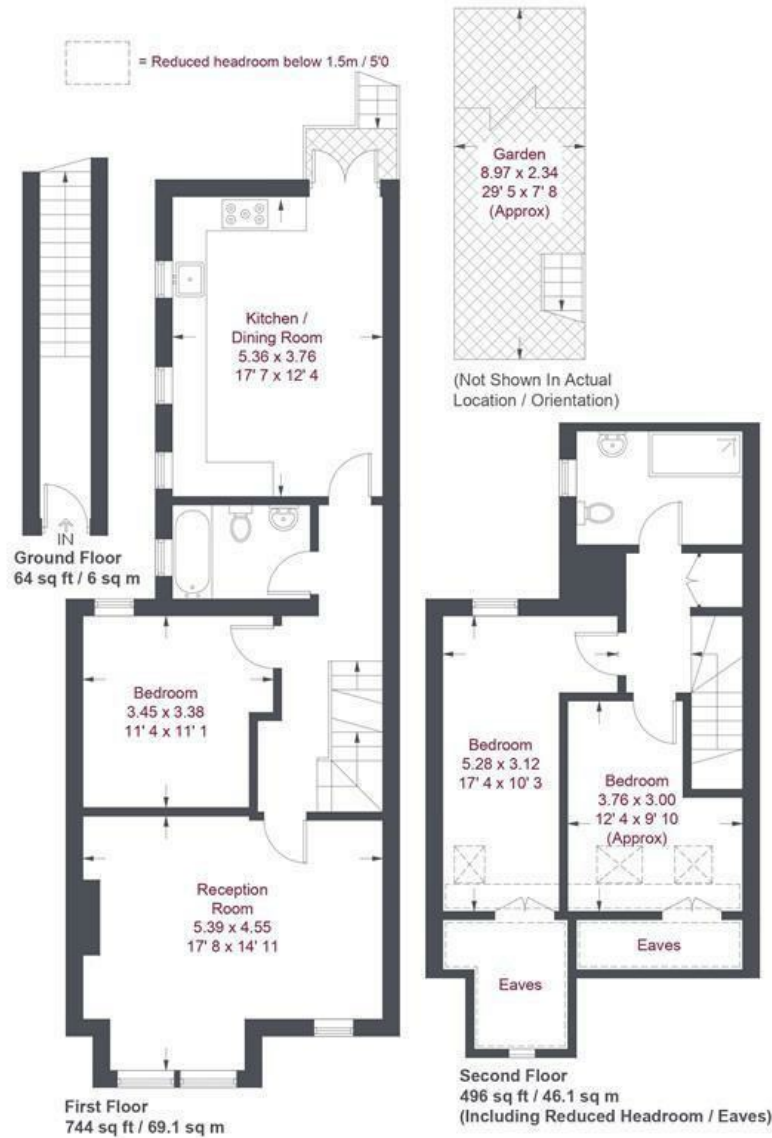 = Reduced headroom below 1.5m / 5'0
Garden
8.97 x 2.34
29' 5 x 7' 8
(Approx)
(Not Shown In Actual
Location / Orientation)
Kitchen /
Dining Room
5.36 x 3.76
17' 7 x 12' 4
IN
Ground Floor
64 sq ft / 6 sq m
Bedroom
3.45 x 3.38
11' 4 x 11' 1
Reception
Room
5.39 x 4.55
17' 8 x 14' 11
First Floor
744 sq ft / 69.1 sq m
Bedroom
5.28 x 3.12
17' 4 x 10' 3
Bedroom
3.76 x 3.00
12' 4 x 9' 10
(Approx)
Eaves
Eaves
Second Floor
496 sq ft / 46.1 sq m
(Including Reduced Headroom / Eaves)